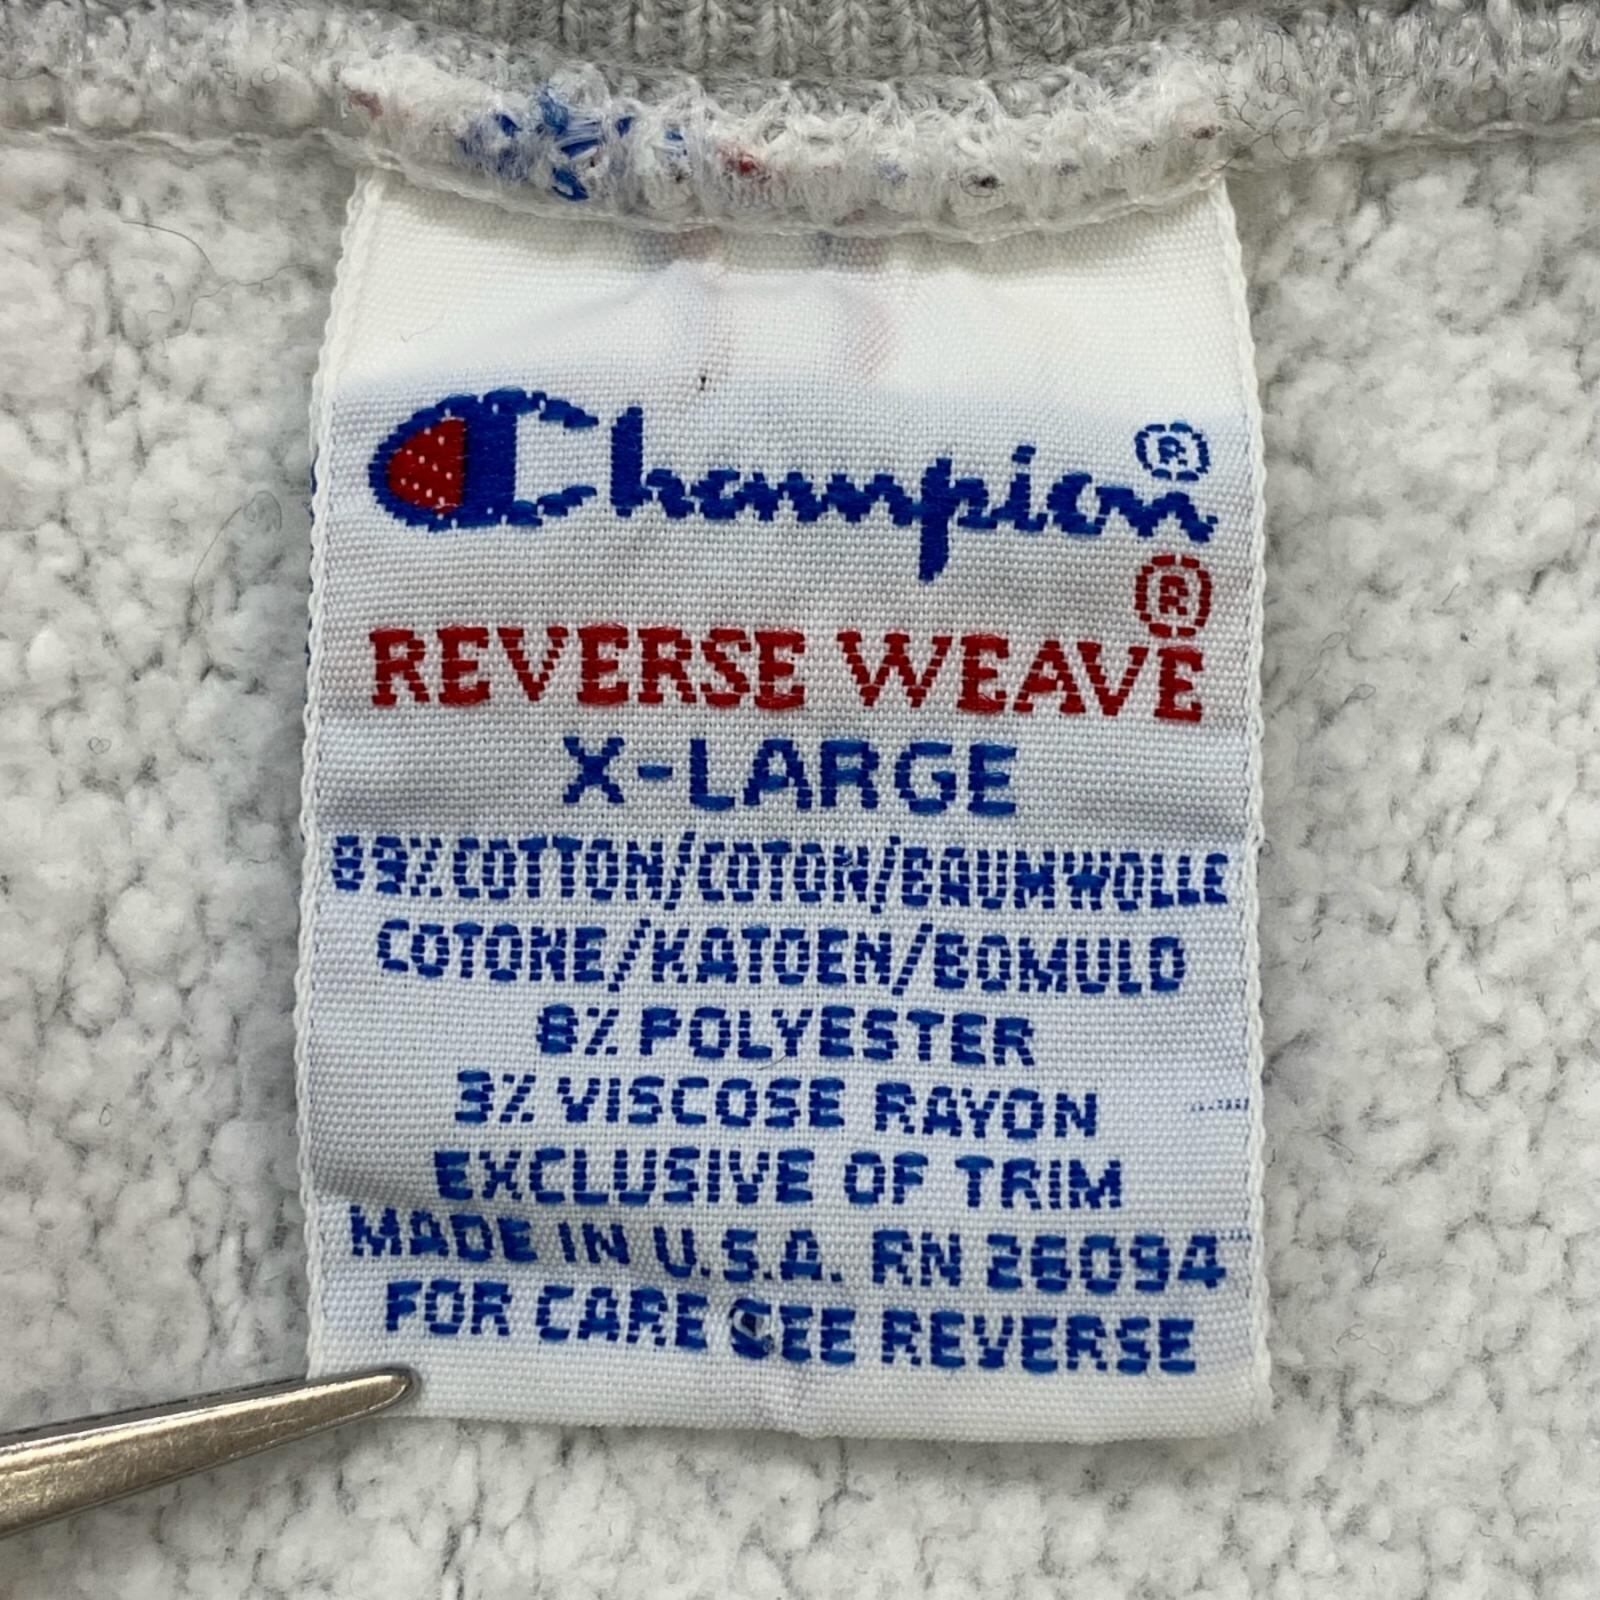 Champion®
®
REVERSE WEAVE
X-LARGE
89% COTTON/COTON/BAUMWOLLE
COTONE/KATOEN/BOMULD
8% POLYESTER
3% VISCOSE RAYON
EXCLUSIVE OF TRIM
MADE IN U.S.A. RN 26094
FOR CARE SEE REVERSE